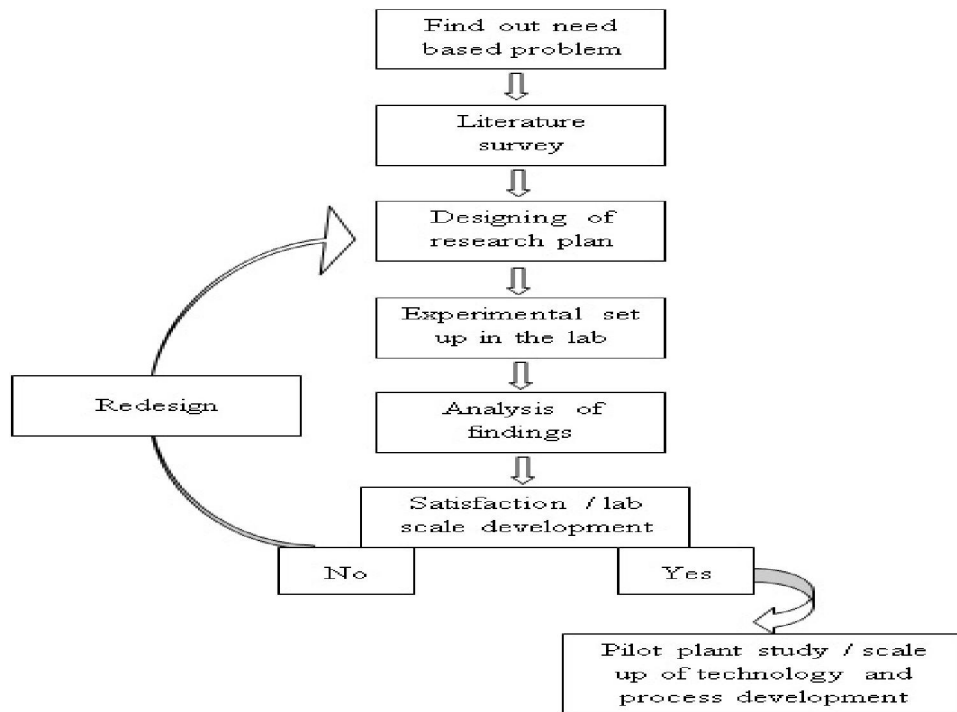 Find out need
based problem
Literature
survey
Designing of
research plan
Experimental set
up in the lab
Redesign
Analysis of
findings
Satisfaction / lab
scale development
No
Yes
Pilot plant study / scale
up of technology and
process development